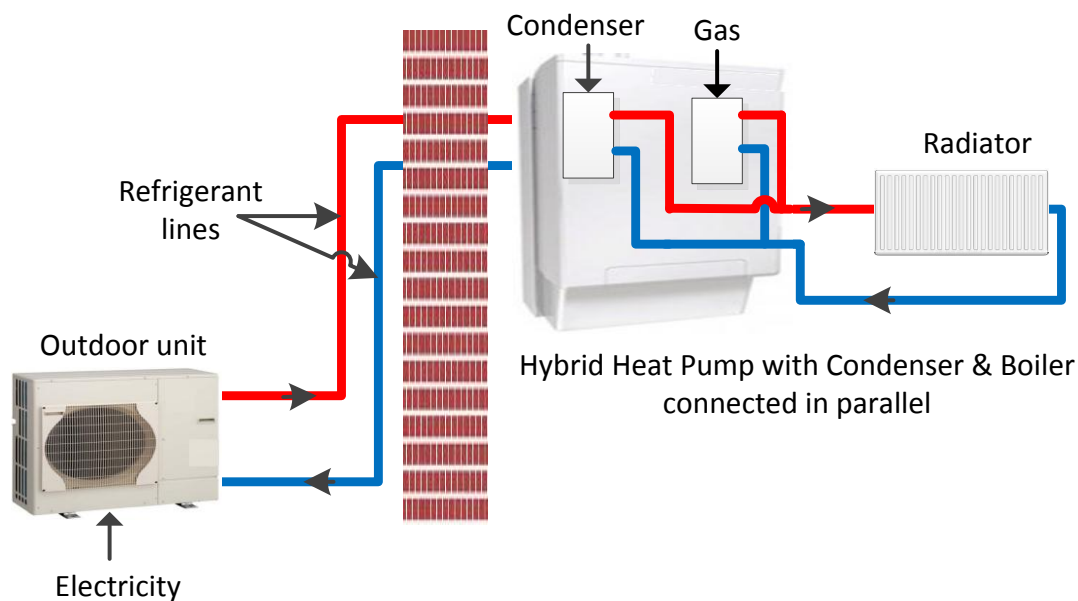 Condenser
Gas
Radiator
Refrigerant
lines
Outdoor unit
Hybrid Heat Pump with Condenser & Boiler
connected in parallel
Electricity